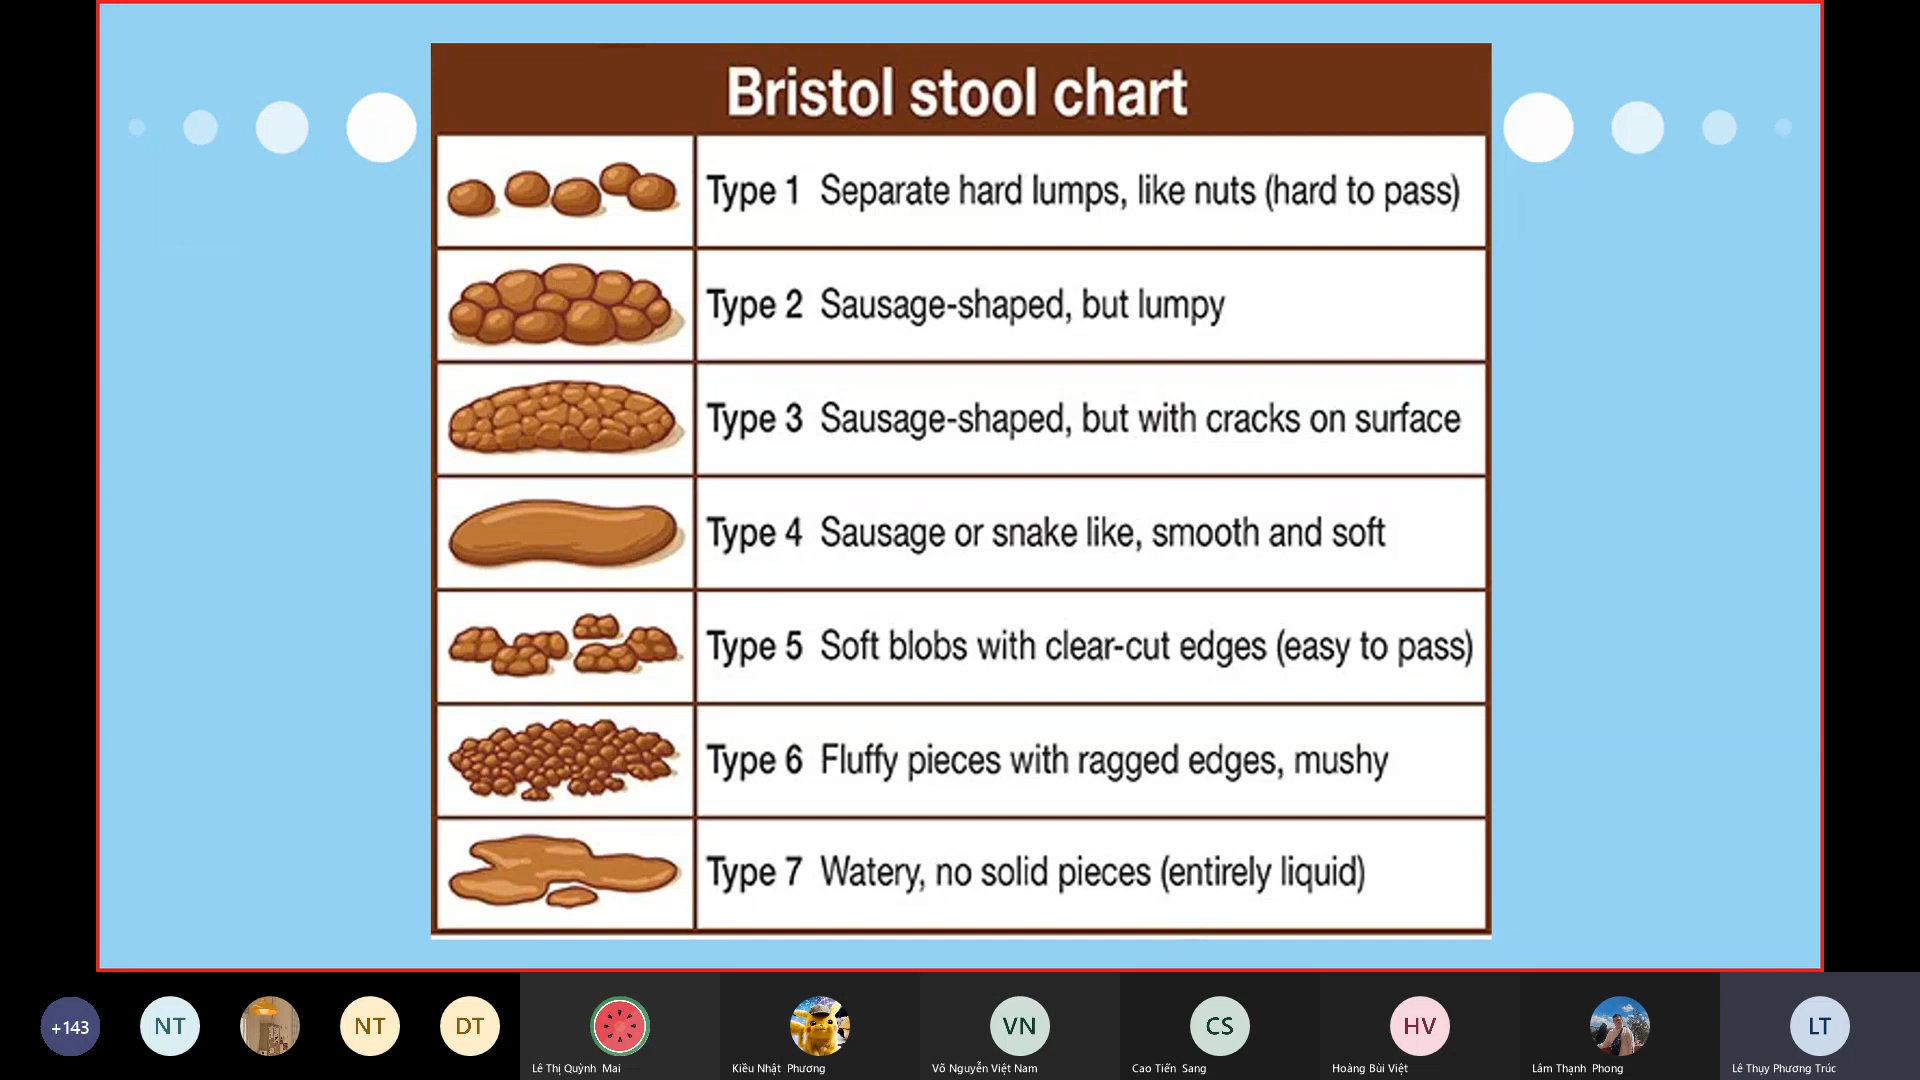 Bristol stool chart
Type 1 Separate hard lumps, like nuts (hard to pass)
Type 2 Sausage-shaped, but lumpy
Type 3 Sausage-shaped, but with cracks on surface
Type 4 Sausage or snake like, smooth and soft
Type 5 Soft blobs with clear-cut edges (easy to pass)
Type 6 Fluffy pieces with ragged edges, mushy
Type 7 Watery, no solid pieces (entirely liquid)
+143 NT NT DT VN CS HV LT
Lê Thị Quỳnh Mai Kiều Nhật Phương Võ Nguyễn Việt Nam Cao Tiến Sang Hoàng Bùi Việt Lâm Thạnh Phong Lê Thụy Phương Trúc